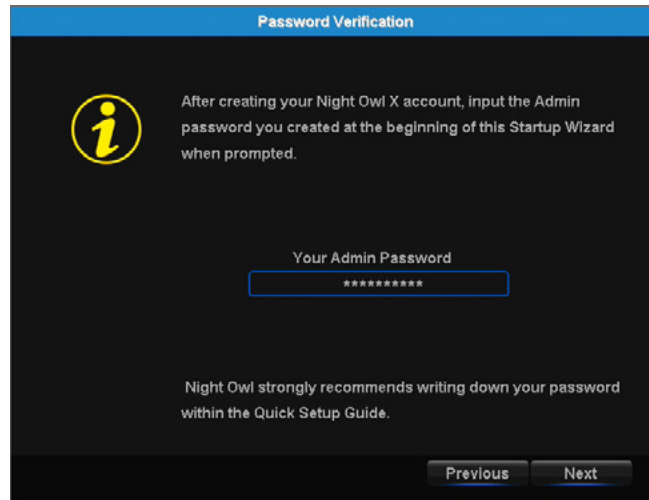 Password Verification
After creating your Night Owl X account, input the Admin
password you created at the beginning of this Startup Wizard
when prompted.
Your Admin Password
**********
Night Owl strongly recommends writing down your password
within the Quick Setup Guide.
Previous Next